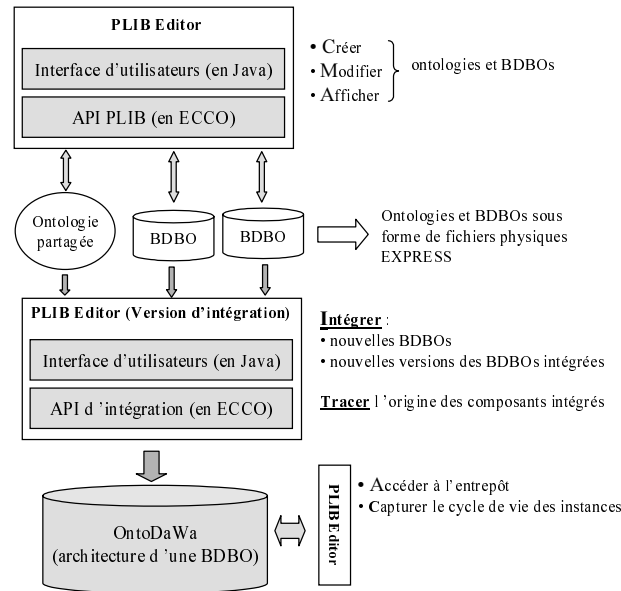 PLIB Editor
Interface d'utilisateurs (en Java)
API PLIB (en ECCO)
• Créer
• Modifier
• Afficher
ontologies et BDBOs
Ontologie
partagée
BDBO
BDBO
Ontologies et BDBOs sous
forme de fichiers physiques
EXPRESS
PLIB Editor (Version d'intégration)
Interface d'utilisateurs (en Java)
API d 'intégration (en ECCO)
Intégrer :
• nouvelles BDBOs
• nouvelles versions des BDBOs intégrées
Tracer l 'origine des composants intégrés
OntoDaWa
(architecture d 'une BDBO)
PLIB Editor
• Accéder à l'entrepôt
• Capturer le cycle de vie des instances